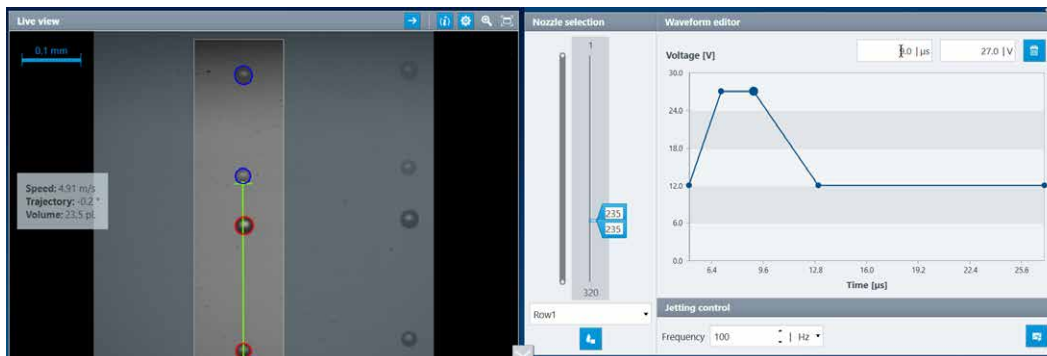 Live view
0.1 mm
Speed: 4.91 m/s
Trajectory: -0.2 °
Volume: 23,5 pl
Nozzle selection
1
235
235
320
Row1
Waveform editor
Voltage [V]
.0 | µs
27.0 | V
30.0
24.0
18.0
12.0
6.0
0.0
6.4 9.6 12.8 16.0 19.2 22.4 25.6
Time [µs]
Jetting control
Frequency 100 | Hz